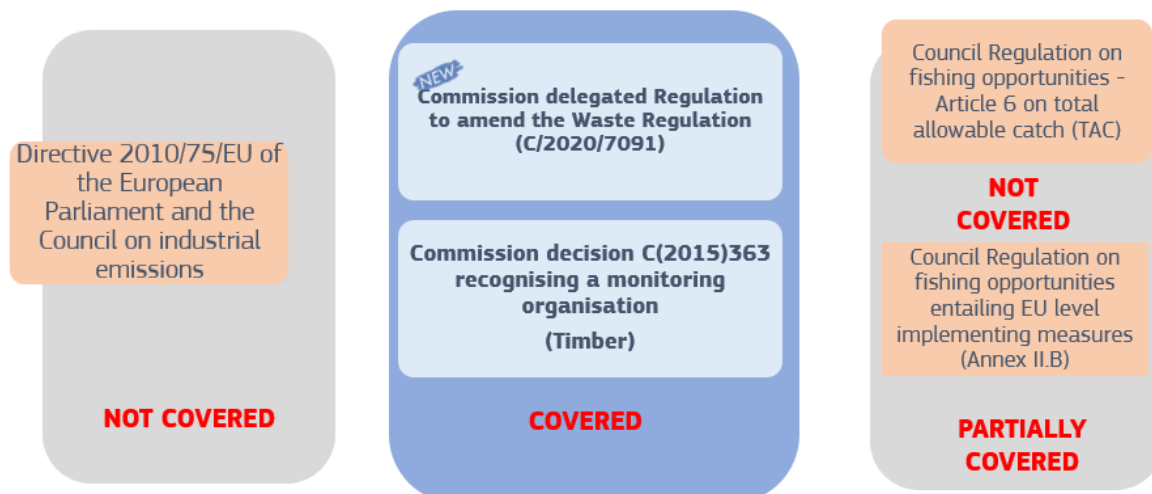 Directive 2010/75/EU of
the European
Parliament and the
Council on industrial
emissions
NOT COVERED
NEW
Commission delegated Regulation
to amend the Waste Regulation
(C/2020/7091)
Commission decision C(2015)363
recognising a monitoring
organisation
(Timber)
COVERED
Council Regulation on
fishing opportunities -
Article 6 on total
allowable catch (TAC)
NOT
COVERED
Council Regulation on
fishing opportunities
entailing EU level
implementing measures
(Annex II.B)
PARTIALLY
COVERED